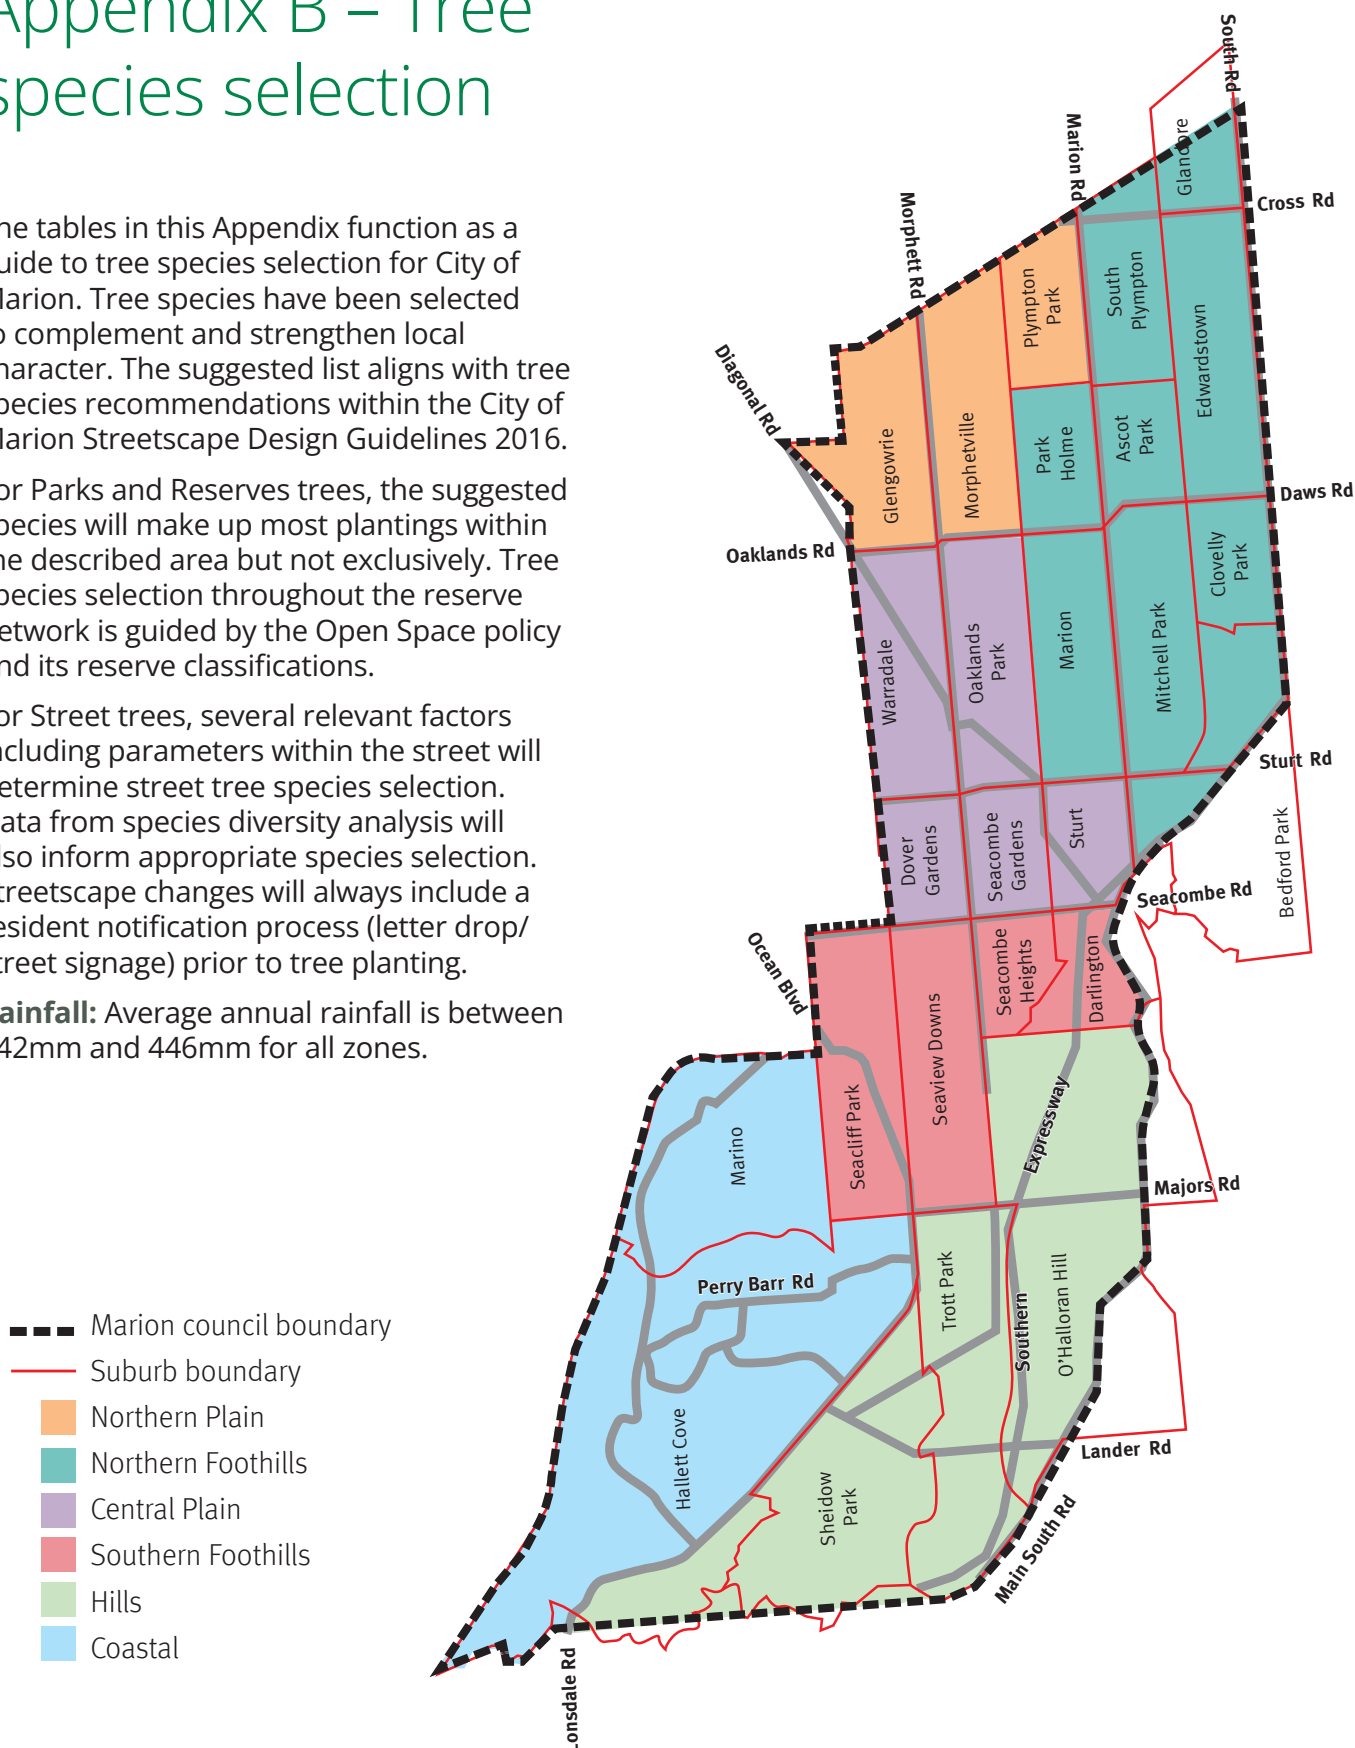 Appendix B – Tree
species selection
he tables in this Appendix function as a
uide to tree species selection for City of
Marion. Tree species have been selected
o complement and strengthen local
haracter. The suggested list aligns with tree
pecies recommendations within the City of
Marion Streetscape Design Guidelines 2016.
or Parks and Reserves trees, the suggested
pecies will make up most plantings within
he described area but not exclusively. Tree
pecies selection throughout the reserve
etwork is guided by the Open Space policy
nd its reserve classifications.
or Street trees, several relevant factors
ncluding parameters within the street will
etermine street tree species selection.
ata from species diversity analysis will
lso inform appropriate species selection.
treetscape changes will always include a
esident notification process (letter drop/
treet signage) prior to tree planting.
ainfall: Average annual rainfall is between
42mm and 446mm for all zones.
Marion council boundary
Suburb boundary
Northern Plain
Northern Foothills
Central Plain
Southern Foothills
Hills
Coastal
South Rd
Glandore
Marion Rd
Cross Rd
Morphett Rd
Plympton
Park
South
Plympton
Edwardstown
Diagonal Rd
Glengowrie
Morphetville
Park
Holme
Ascot
Park
Daws Rd
Oaklands Rd
Clovelly
Park
Warradale
Oaklands
Park
Marion
Mitchell Park
Sturt Rd
Dover
Gardens
Seacombe
Gardens
Sturt
Bedford Park
Seacombe Rd
Ocean Blvd
Seacombe
Heights
Darlington
Seaview Downs
Seacliff Park
Marino
Expressway
Majors Rd
Perry Barr Rd
Trott Park
Southern
O'Halloran Hill
Hallett Cove
Lander Rd
Sheidow
Park
Main South Rd
Lonsdale Rd